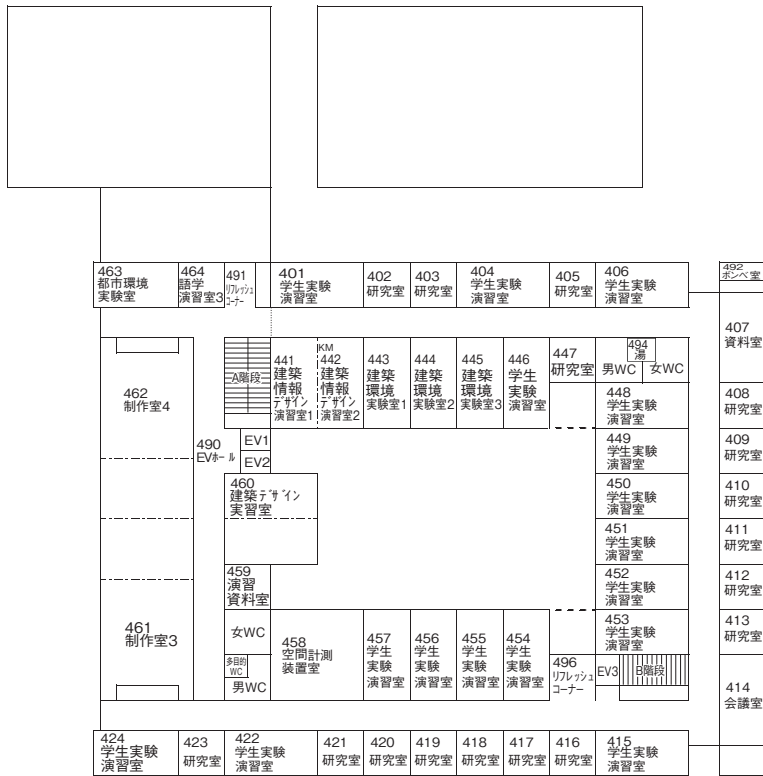 463
都市環境
実験室
464
語学
演習室3
491
リフレッシュ
コーナー
401
学生実験
演習室
402
研究室
403
研究室
404
学生実験
演習室
405
研究室
406
学生実験
演習室
492
ボンベ室
407
資料室
462
制作室4
A階段
441
建築
情報
デザイン
演習室1
KM
442
建築
情報
デザイン
演習室2
443
建築
環境
実験室1
444
建築
環境
実験室2
445
建築
環境
実験室3
446
学生
実験
演習室
447
研究室
494
湯
男WC
女WC
448
学生実験
演習室
408
研究室
490
EVホール
EV1
EV2
449
学生実験
演習室
409
研究室
460
建築デザイン
実習室
450
学生実験
演習室
410
研究室
451
学生実験
演習室
411
研究室
459
演習
資料室
452
学生実験
演習室
412
研究室
461
制作室3
女WC
多目的
WC
男WC
458
空間計測
装置室
457
学生
実験
演習室
456
学生
実験
演習室
455
学生
実験
演習室
454
学生
実験
演習室
496
リフレッシュ
コーナー
453
学生実験
演習室
EV3
B階段
413
研究室
414
会議室
424
学生実験
演習室
423
研究室
422
学生実験
演習室
421
研究室
420
研究室
419
研究室
418
研究室
417
研究室
416
研究室
415
学生実験
演習室